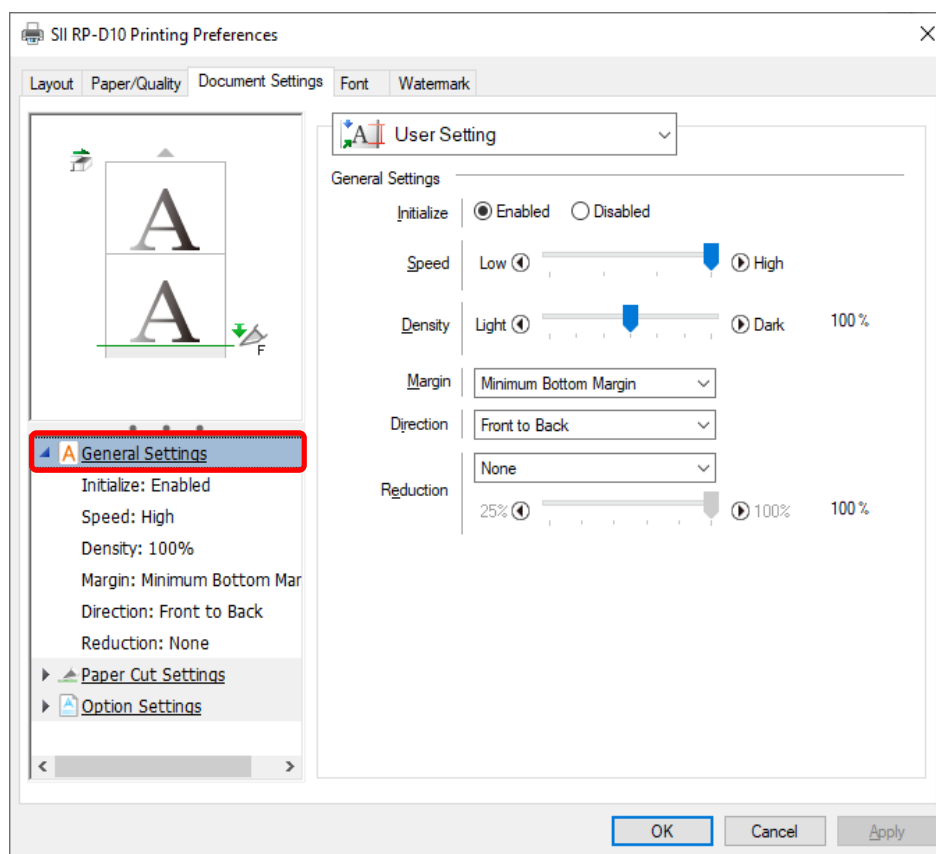 SII RP-D10 Printing Preferences
Layout Paper/Quality Document Settings Font Watermark
A
A
F
General Settings
Initialize: Enabled
Speed: High
Density: 100%
Margin: Minimum Bottom Mar
Direction: Front to Back
Reduction: None
Paper Cut Settings
Option Settings
User Setting
General Settings
Initialize Enabled Disabled
Speed Low High
Density Light Dark 100 %
Margin Minimum Bottom Margin
Direction Front to Back
Reduction None
25% 100% 100 %
OK Cancel Apply